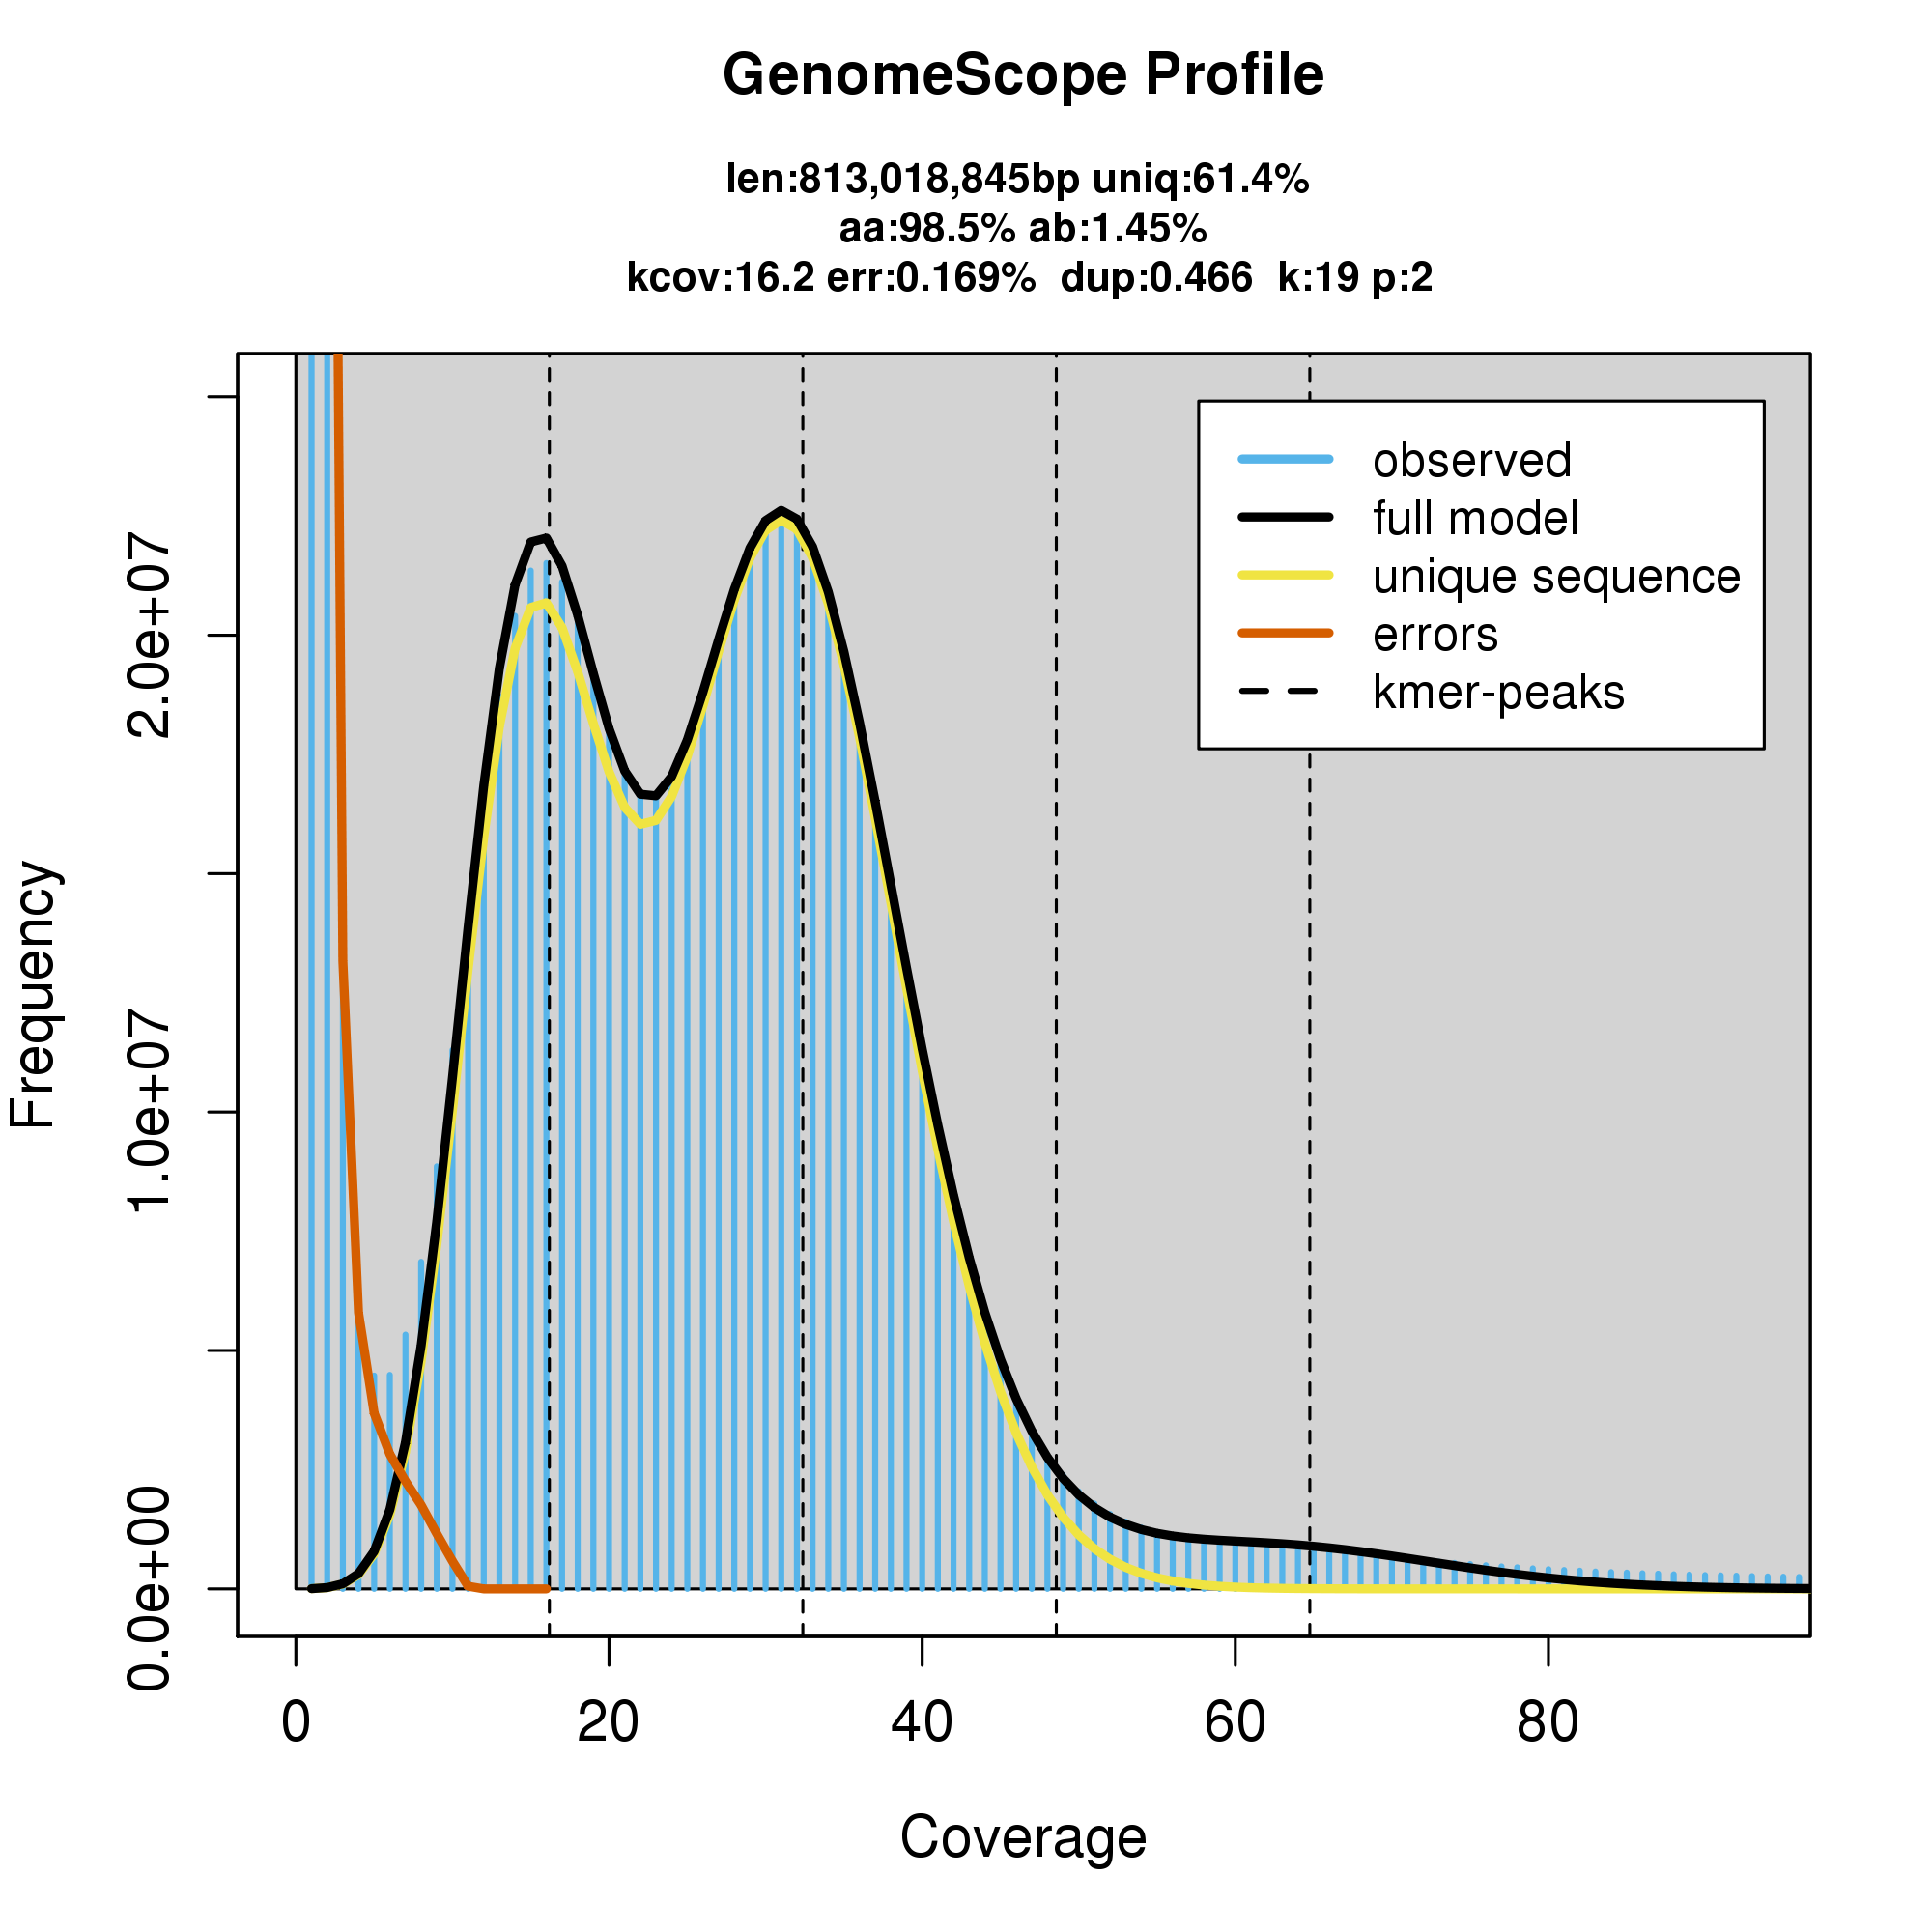 GenomeScope Profile
len:813,018,845bp uniq:61.4%
aa:98.5% ab:1.45%
kcov:16.2 err:0.169% dup:0.466 k:19 p:2
observed
full model
unique sequence
errors
kmer-peaks
Frequency
2.0e+07
1.0e+07
0.0e+00
0 20 40 60 80
Coverage